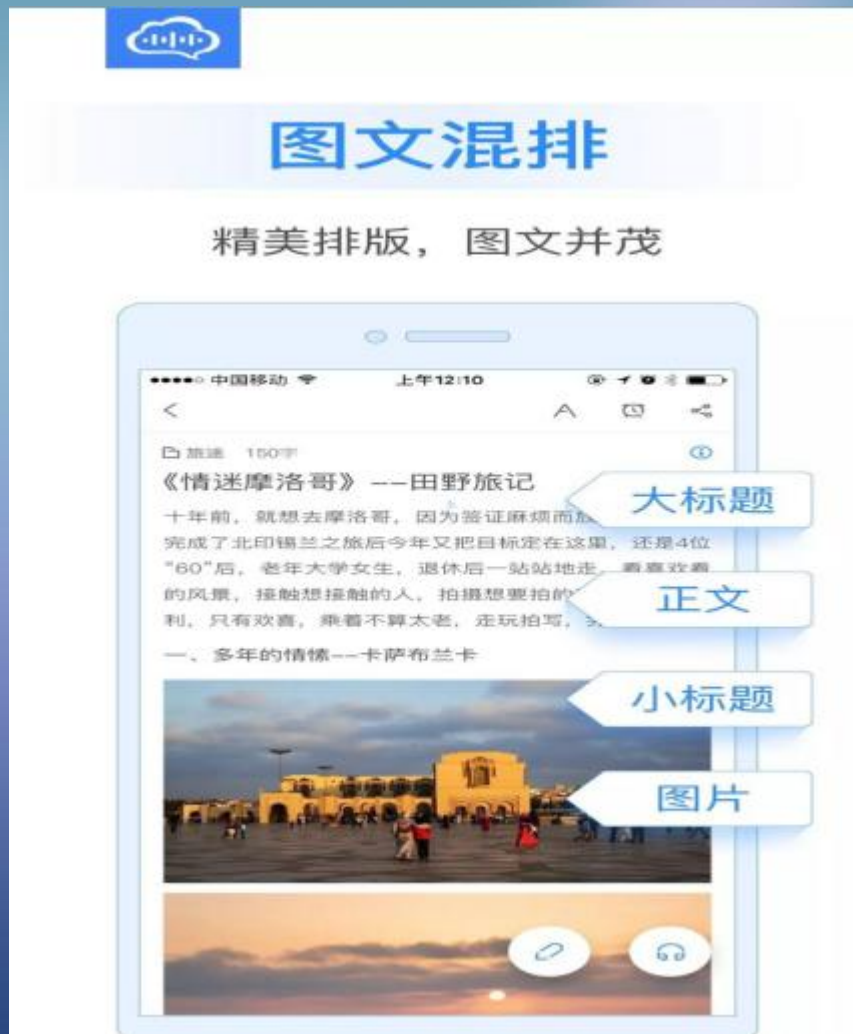 图文混排
精美排版，图文并茂
中国移动 上午12:10
旅途 150字
《情迷摩洛哥》--田野旅记
大标题
十年前，就想去摩洛哥，因为签证麻烦而放
完成了北印锡兰之旅后今年又把目标定在这里，还是4位
"60"后，老年大学女生，退休后一站站地走，看喜欢看
的风景，接触想接触的人，拍摄想要拍的
正文
利，只有欢喜，乘着不算太老，走玩拍写，
一、多年的情愫--卡萨布兰卡
小标题
图片